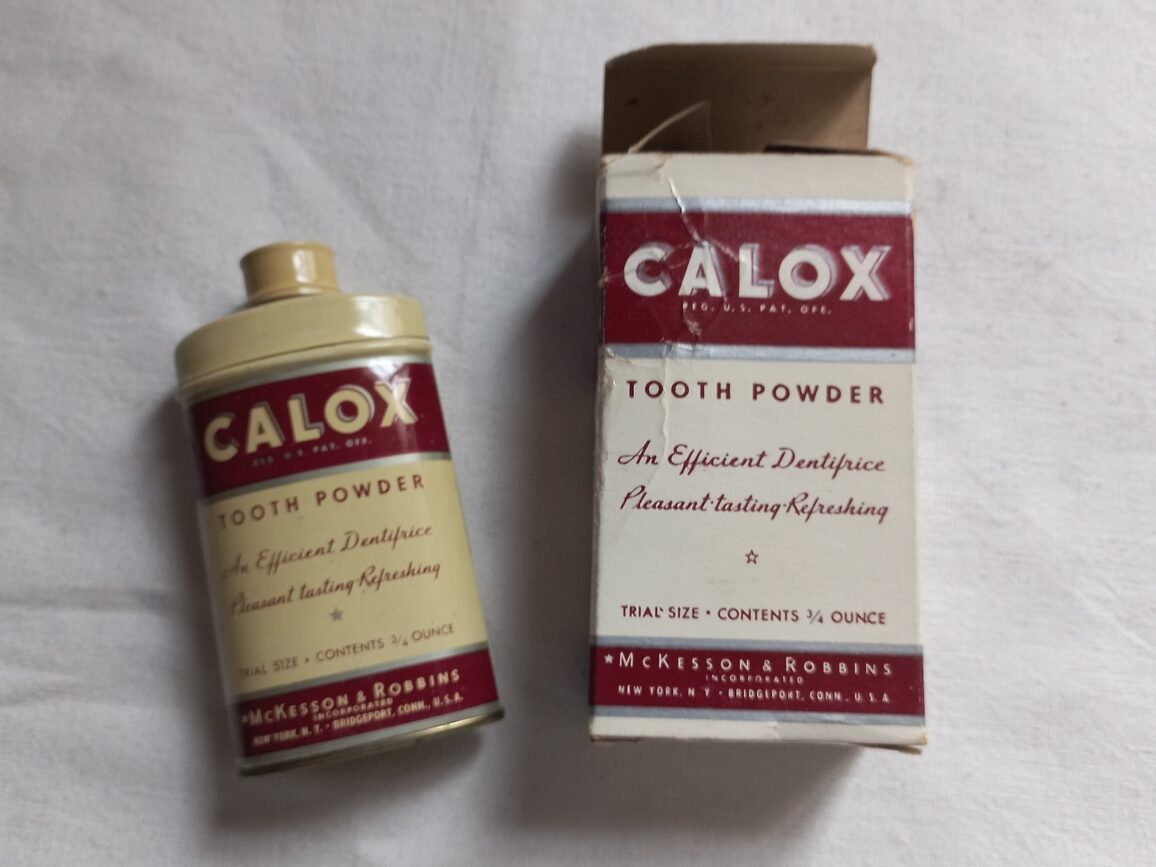 CALOX
REG. U.S. PAT. OFF.
TOOTH POWDER
An Efficient Dentifrice
Pleasant tasting·Refreshing
TRIAL SIZE • CONTENTS 3/4 OUNCE
★McKESSON & ROBBINS
INCORPORATED
NEW YORK, N. Y. • BRIDGEPORT, CONN., U.S.A.
CALOX
REG. U.S. PAT. OFF.
TOOTH POWDER
An Efficient Dentifrice
Pleasant·tasting·Refreshing
TRIAL SIZE • CONTENTS 3/4 OUNCE
★McKESSON & ROBBINS
INCORPORATED
NEW YORK, N. Y. • BRIDGEPORT, CONN., U.S.A.